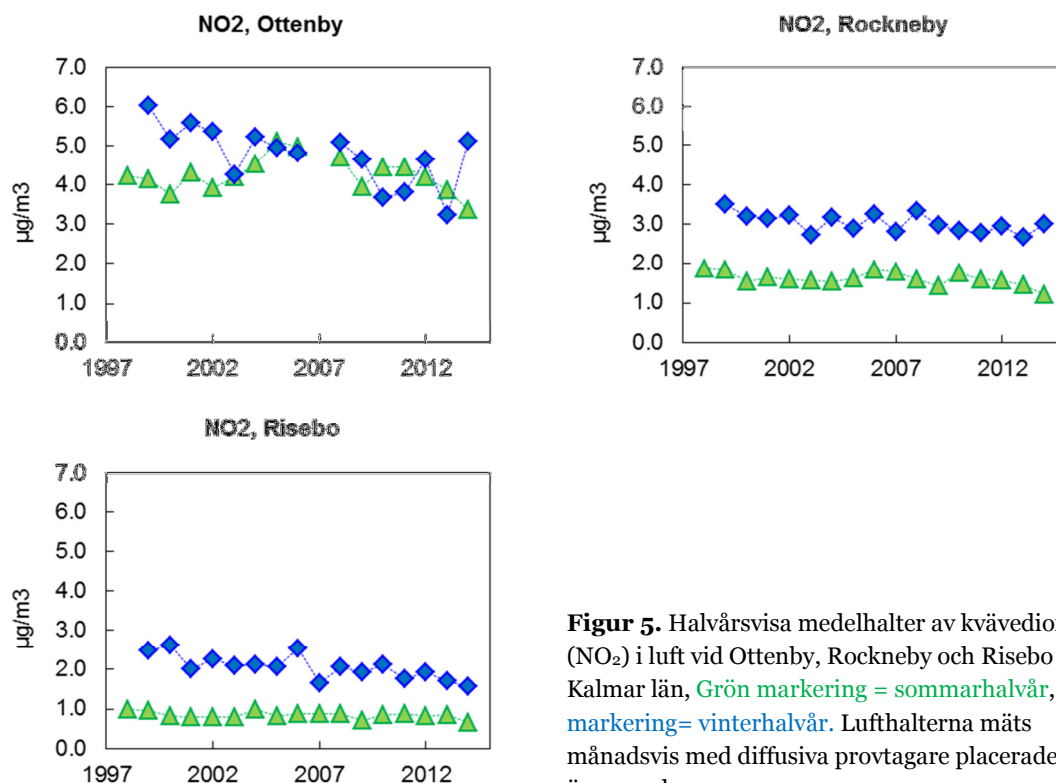 NO2, Ottenby
7.0
6.0
5.0
4.0
3.0
2.0
1.0
0.0
µg/m3
1997 2002 2007 2012
NO2, Rockneby
7.0
6.0
5.0
4.0
3.0
2.0
1.0
0.0
µg/m3
1997 2002 2007 2012
NO2, Risebo
7.0
6.0
5.0
4.0
3.0
2.0
1.0
0.0
µg/m3
1997 2002 2007 2012
Figur 5. Halvårsvisa medelhalter av
(NO₂) i luft vid Ottenby, Rockneby och Risebo
Kalmar län, Grön markering = sommarhalvår,
markering= vinterhalvår. Lufthalterna mäts
månadsvis med diffusiva provtagare placerade